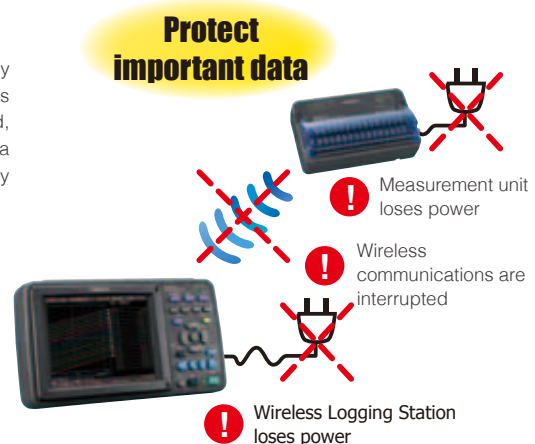 Protect
important data
y
s
d,
a
y
! Measurement unit
loses power
! Wireless
communications are
interrupted
! Wireless Logging Station
loses power